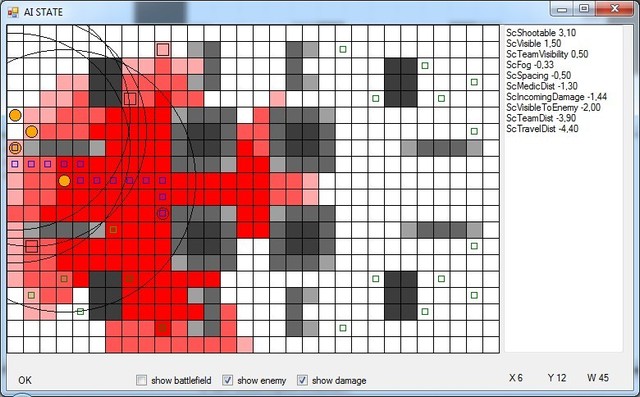 AI STATE
ScShootable 3,10
ScVisible 1,50
ScTeamVisibility 0,50
ScFog -0,33
ScSpacing -0,50
ScMedicDist -1,30
ScIncomingDamage -1,44
ScVisibleToEnemy -2,00
ScTeamDist -3,90
ScTravelDist -4,40
OK
show battlefield
show enemy
show damage
X 6
Y 12
W 45